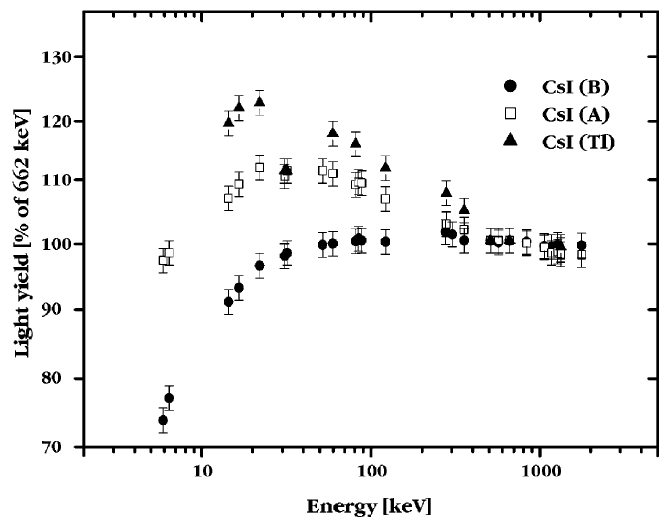 130
120
110
100
90
80
70
Light yield [% of 662 keV]
CsI (B)
CsI (A)
CsI (Tl)
10
100
1000
Energy [keV]